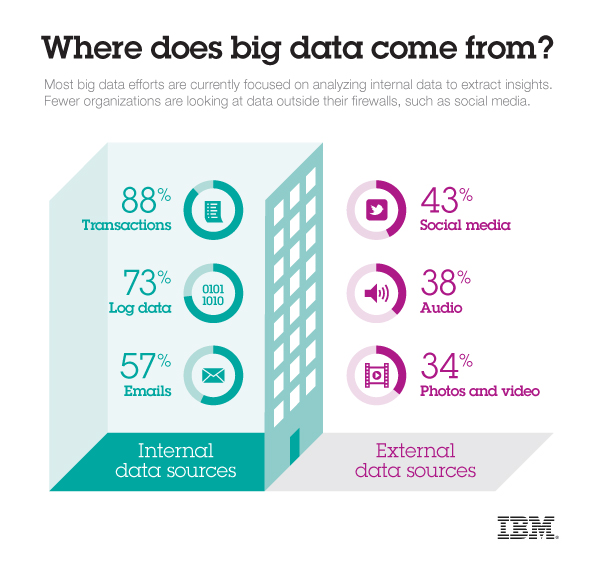 Where does big data come from?
Most big data efforts are currently focused on analyzing internal data to extract insights.
Fewer organizations are looking at data outside their firewalls, such as social media.
88%
Transactions
73%
Log data
0101
1010
57%
Emails
43%
Social media
38%
Audio
34%
Photos and video
Internal
data sources
External
data sources
IBM®